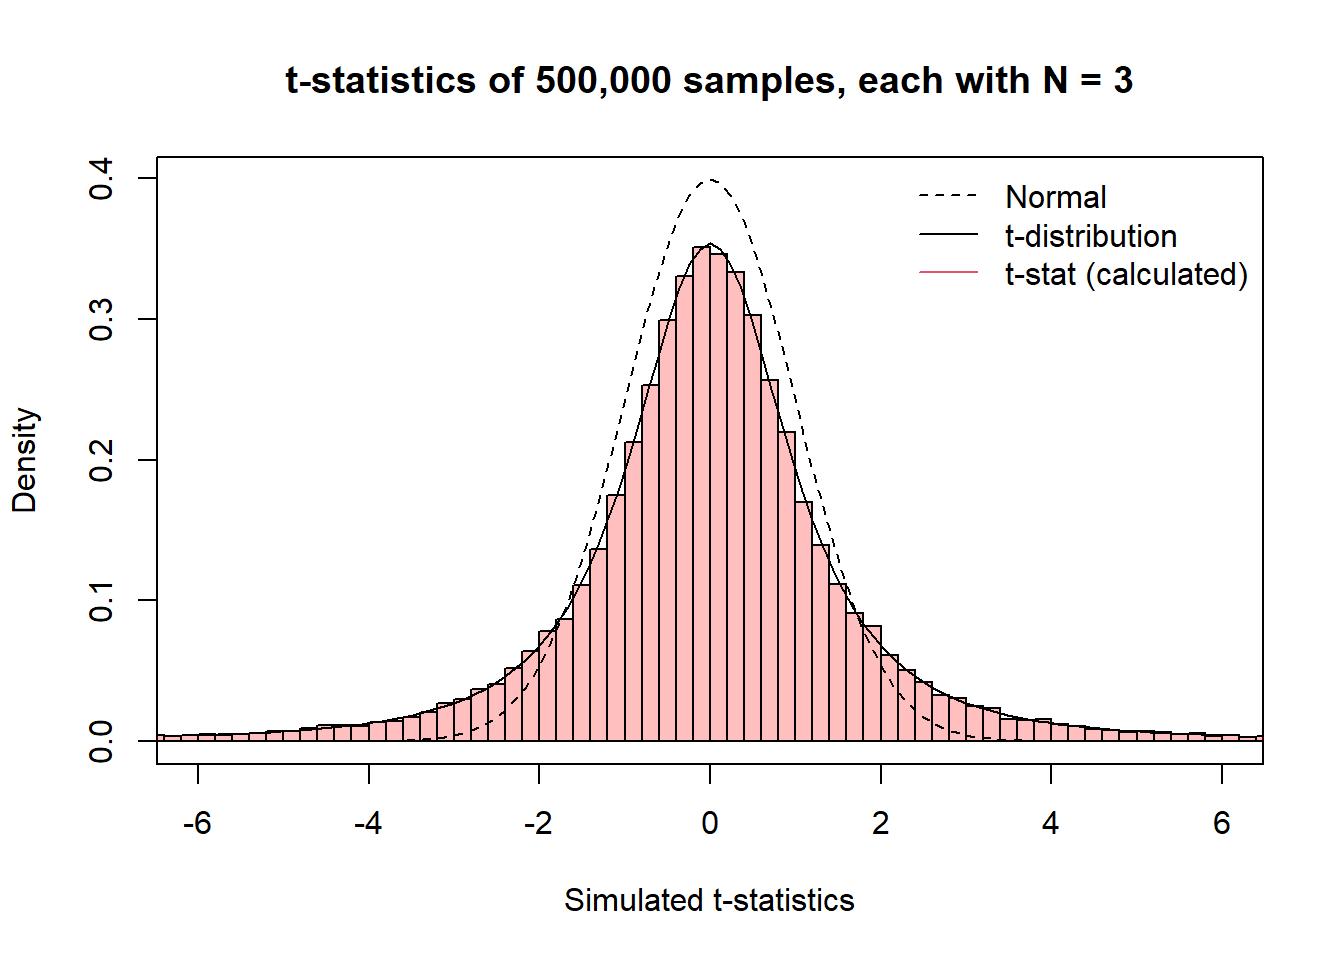 t-statistics of 500,000 samples, each with N = 3
Normal
t-distribution
t-stat (calculated)
Density
0.4
0.3
0.2
0.1
0.0
-6 -4 -2 0 2 4 6
Simulated t-statistics